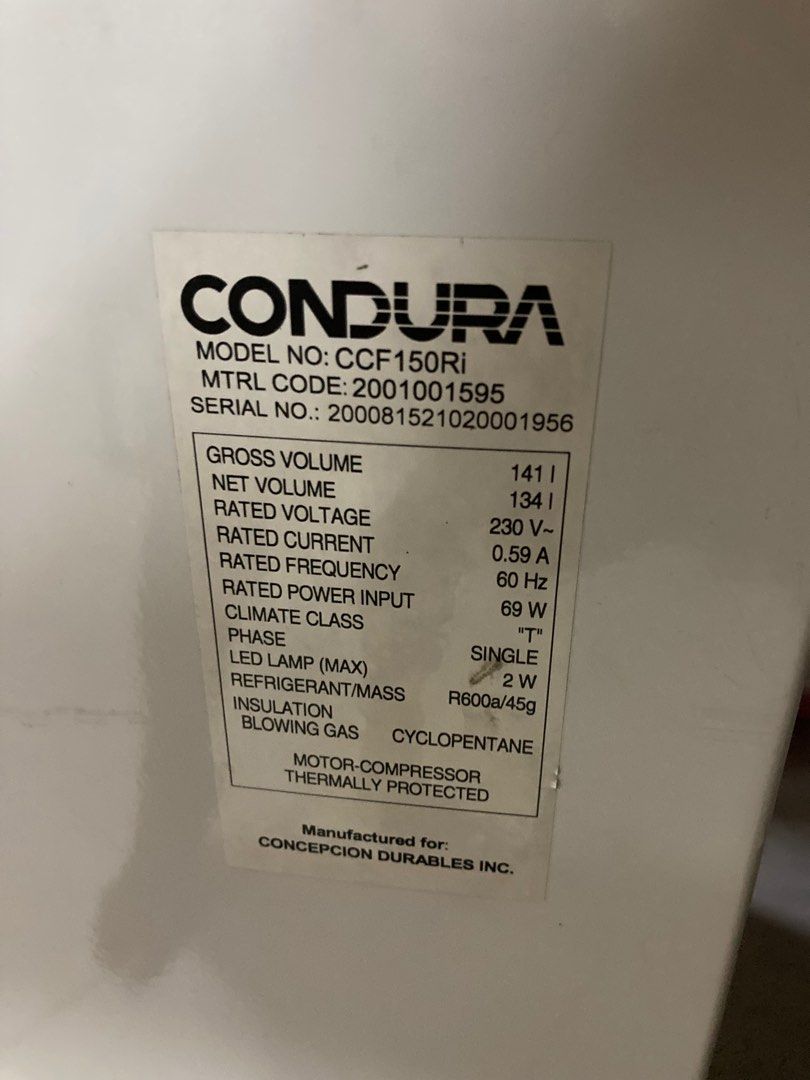 CONDURA
MODEL NO: CCF150Ri
MTRL CODE: 2001001595
SERIAL NO.: 200081521020001956
GROSS VOLUME 141 l
NET VOLUME 134 l
RATED VOLTAGE 230 V~
RATED CURRENT 0.59 A
RATED FREQUENCY 60 Hz
RATED POWER INPUT 69 W
CLIMATE CLASS "T"
PHASE SINGLE
LED LAMP (MAX) 2 W
REFRIGERANT/MASS R600a/45g
INSULATION
BLOWING GAS CYCLOPENTANE
MOTOR-COMPRESSOR
THERMALLY PROTECTED
Manufactured for:
CONCEPCION DURABLES INC.